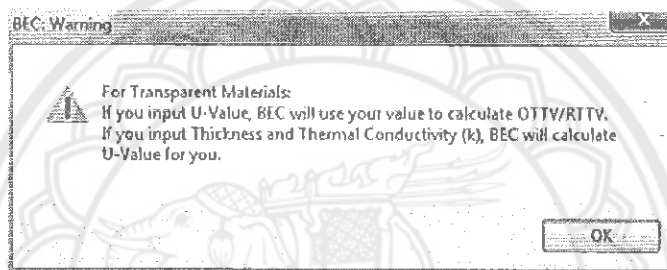 BEC: Warning
For Transparent Materials:
If you input U-Value, BEC will use your value to calculate OTTV/RTTV.
If you input Thickness and Thermal Conductivity (k), BEC will calculate
U-Value for you.
OK